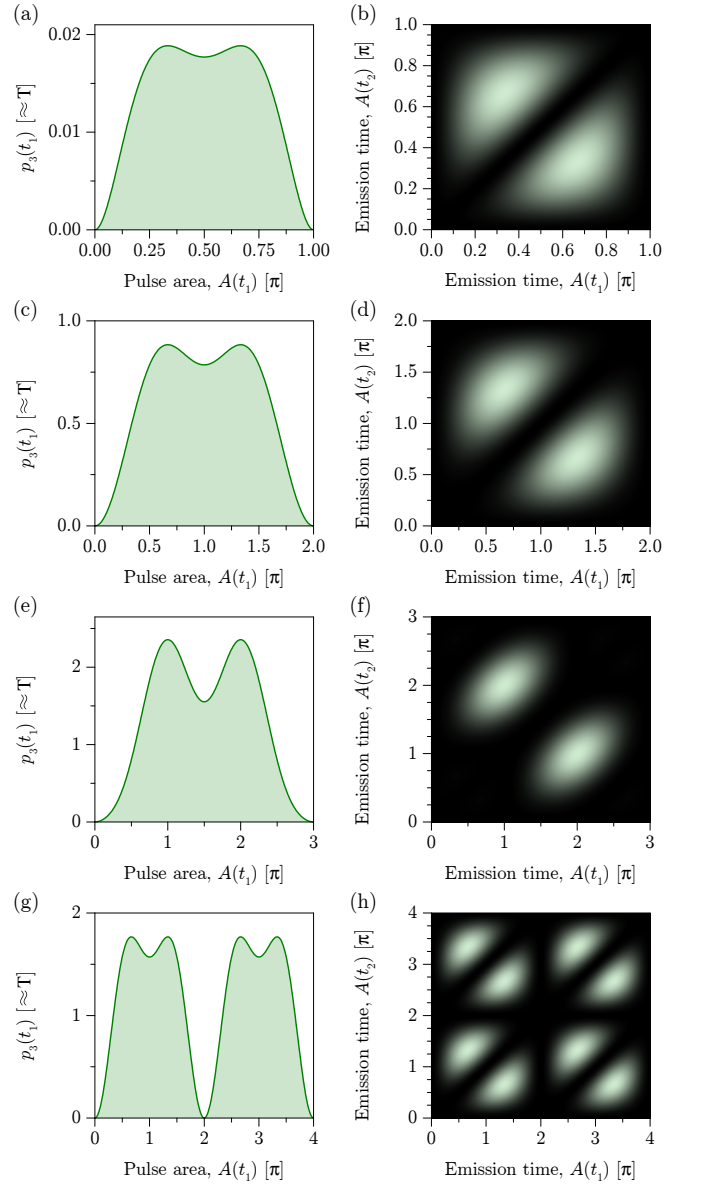 (a)
p₃(t₁) [≈T]
0.02
0.01
0.00
0.00 0.25 0.50 0.75 1.00
Pulse area, A(t₁) [π]
(b)
Emission time, A(t₂) [π]
1.0
0.8
0.6
0.4
0.2
0.0
0.0 0.2 0.4 0.6 0.8 1.0
Emission time, A(t₁) [π]
(c)
p₃(t₁) [≈T]
1.0
0.5
0.0
0.0 0.5 1.0 1.5 2.0
Pulse area, A(t₁) [π]
(d)
Emission time, A(t₂) [π]
2.0
1.5
1.0
0.5
0.0
0.0 0.5 1.0 1.5 2.0
Emission time, A(t₁) [π]
(e)
p₃(t₁) [≈T]
2
1
0
0 1 2 3
Pulse area, A(t₁) [π]
(f)
Emission time, A(t₂) [π]
3
2
1
0
0 1 2 3
Emission time, A(t₁) [π]
(g)
p₃(t₁) [≈T]
2
1
0
0 1 2 3 4
Pulse area, A(t₁) [π]
(h)
Emission time, A(t₂) [π]
4
3
2
1
0
0 1 2 3 4
Emission time, A(t₁) [π]